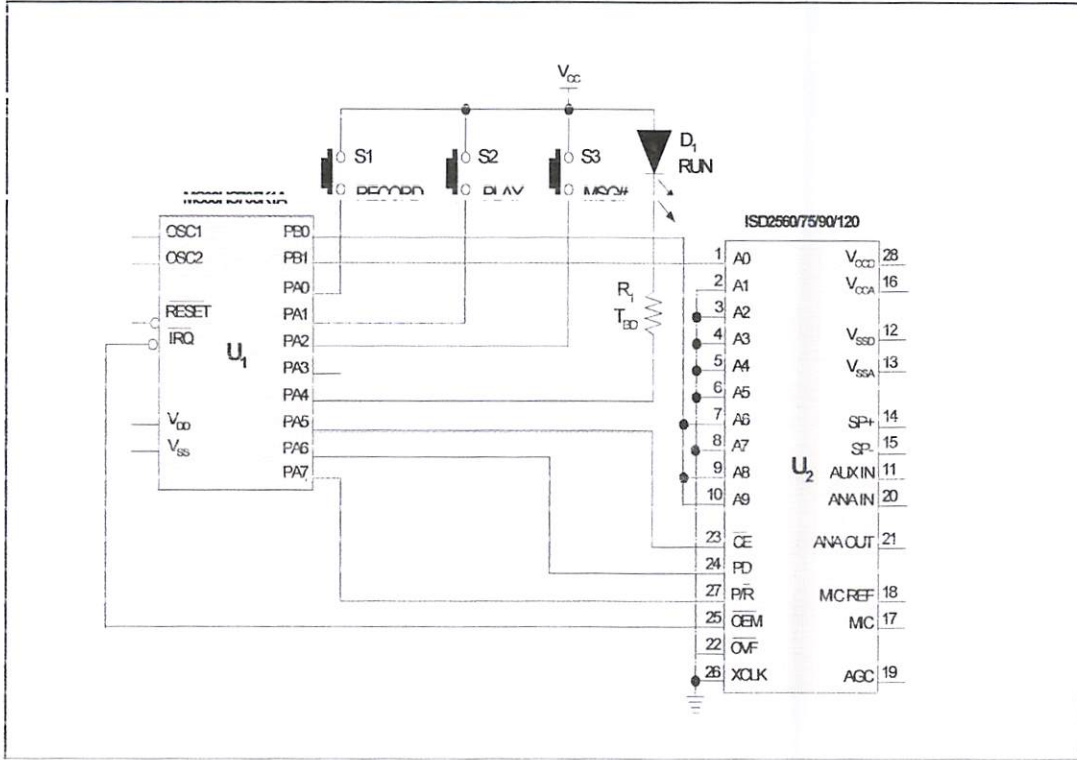 VCC
S1
S2
S3
D1
RUN
RECORD
PLAY
MSG#
ISD2560/75/90/120
OSC1
OSC2
RESET
IRQ
VDD
VSS
U1
PB0
PB1
PA0
PA1
PA2
PA3
PA4
PA5
PA6
PA7
R1
TBD
1 A0
2 A1
3 A2
4 A3
5 A4
6 A5
7 A6
8 A7
9 A8
10 A9
23 CE
24 PD
27 P/R
25 OEM
22 OVF
26 XCLK
U2
VCCD 28
VCCA 16
VSSD 12
VSSA 13
SP+ 14
SP- 15
AUX IN 11
ANA IN 20
ANA OUT 21
MIC REF 18
MIC 17
AGC 19